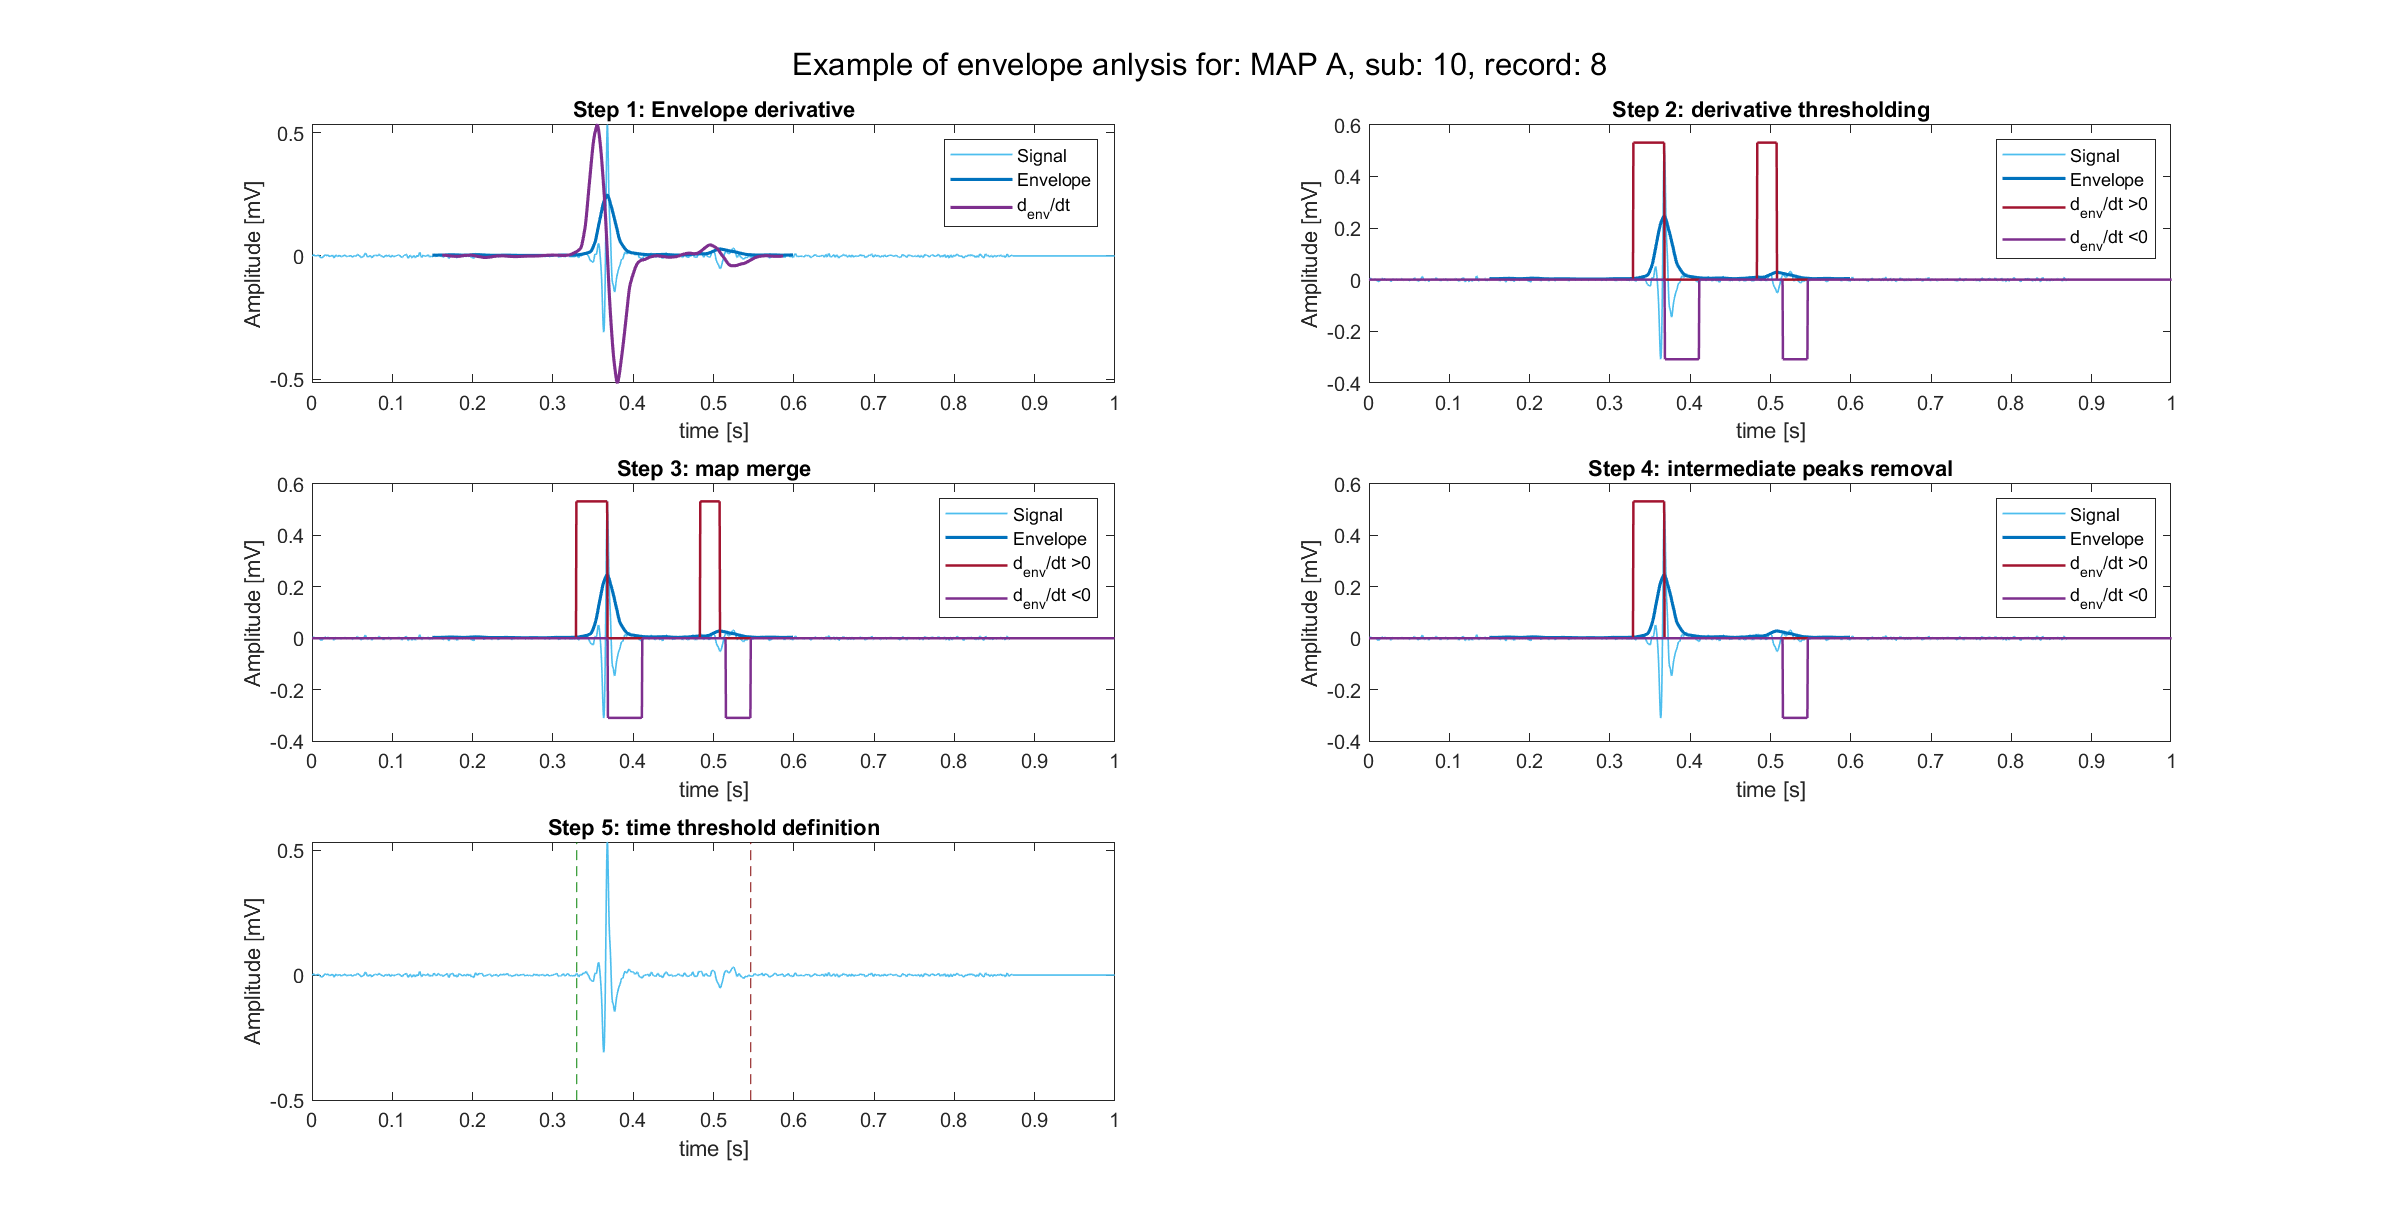 Example of envelope anlysis for: MAP A, sub: 10, record: 8
Step 1: Envelope derivative
Amplitude [mV]
0.5
0
-0.5
0 0.1 0.2 0.3 0.4 0.5 0.6 0.7 0.8 0.9 1
time [s]
Signal
Envelope
d_env/dt
Step 2: derivative thresholding
Amplitude [mV]
0.6
0.4
0.2
0
-0.2
-0.4
0 0.1 0.2 0.3 0.4 0.5 0.6 0.7 0.8 0.9 1
time [s]
Signal
Envelope
d_env/dt >0
d_env/dt <0
Step 3: map merge
Amplitude [mV]
0.6
0.4
0.2
0
-0.2
-0.4
0 0.1 0.2 0.3 0.4 0.5 0.6 0.7 0.8 0.9 1
time [s]
Signal
Envelope
d_env/dt >0
d_env/dt <0
Step 4: intermediate peaks removal
Amplitude [mV]
0.6
0.4
0.2
0
-0.2
-0.4
0 0.1 0.2 0.3 0.4 0.5 0.6 0.7 0.8 0.9 1
time [s]
Signal
Envelope
d_env/dt >0
d_env/dt <0
Step 5: time threshold definition
Amplitude [mV]
0.5
0
-0.5
0 0.1 0.2 0.3 0.4 0.5 0.6 0.7 0.8 0.9 1
time [s]